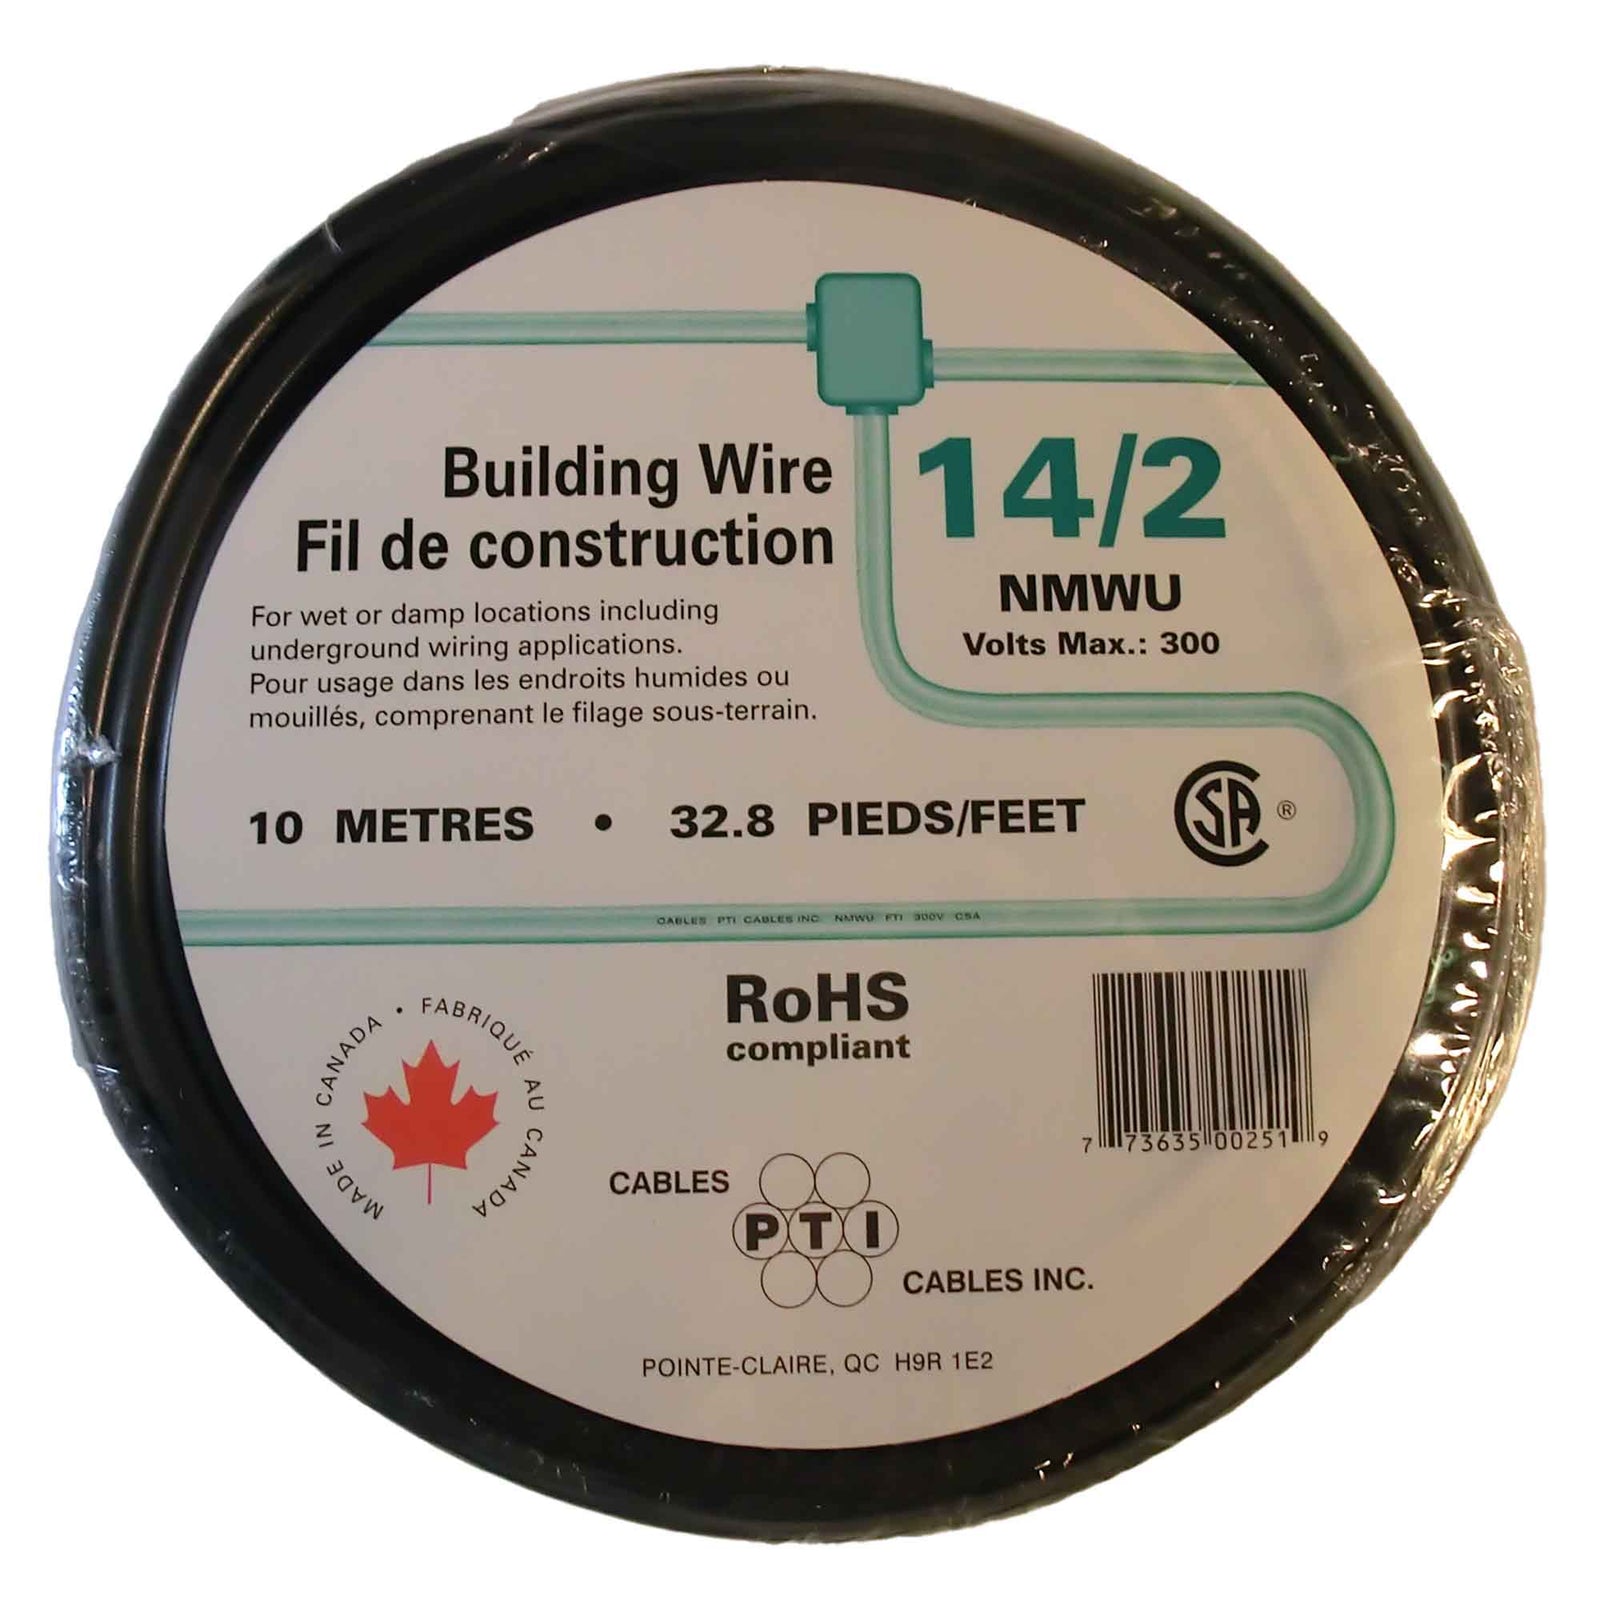 Building Wire
Fil de construction
14/2
NMWU
Volts Max.: 300
For wet or damp locations including
underground wiring applications.
Pour usage dans les endroits humides ou
mouillés, comprenant le filage sous-terrain.
10 METRES • 32.8 PIEDS/FEET
CSA ®
CABLES PTI CABLES INC. NMWU FTI 300V CSA
MADE IN CANADA • FABRIQUÉ AU CANADA
RoHS
compliant
7 73635 00251 9
CABLES
PTI
CABLES INC.
POINTE-CLAIRE, QC H9R 1E2